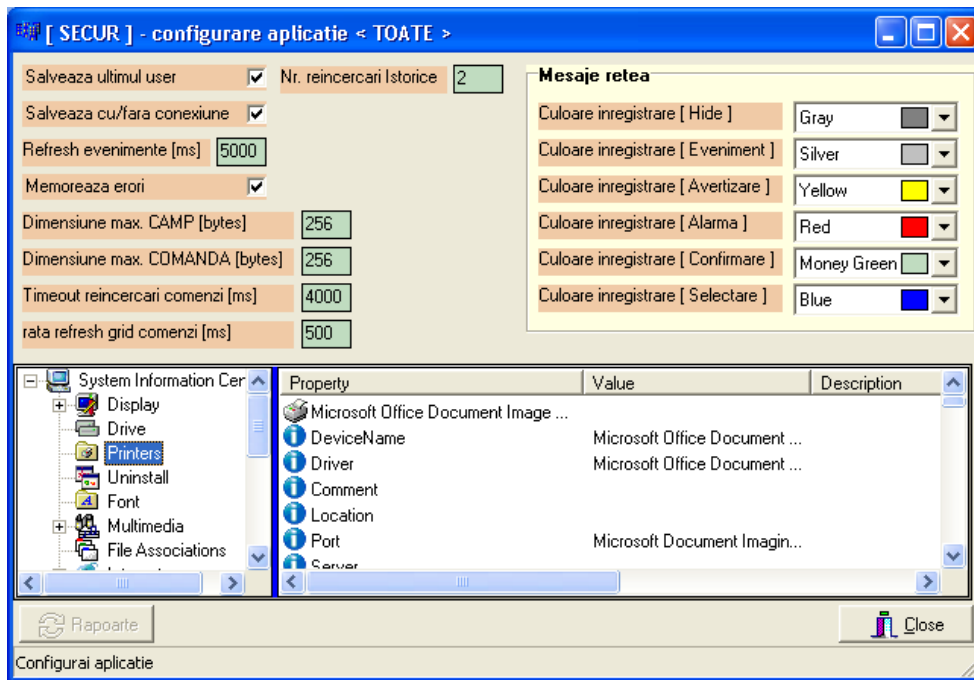 [ SECUR ] - configurare aplicatie < TOATE >
Salveaza ultimul user
Nr. reincercari Istorice 2
Salveaza cu/fara conexiune
Refresh evenimente [ms] 5000
Memoreaza erori
Dimensiune max. CAMP [bytes] 256
Dimensiune max. COMANDA [bytes] 256
Timeout reincercari comenzi [ms] 4000
rata refresh grid comenzi [ms] 500
Mesaje retea
Culoare inregistrare [ Hide ] Gray
Culoare inregistrare [ Eveniment ] Silver
Culoare inregistrare [ Avertizare ] Yellow
Culoare inregistrare [ Alarma ] Red
Culoare inregistrare [ Confirmare ] Money Green
Culoare inregistrare [ Selectare ] Blue
System Information Cer
Display
Drive
Printers
Uninstall
Font
Multimedia
File Associations
Property Value Description
Microsoft Office Document Image ...
DeviceName Microsoft Office Document ...
Driver Microsoft Office Document ...
Comment
Location
Port Microsoft Document Imagin...
Server
Rapoarte
Close
Configurai aplicatie